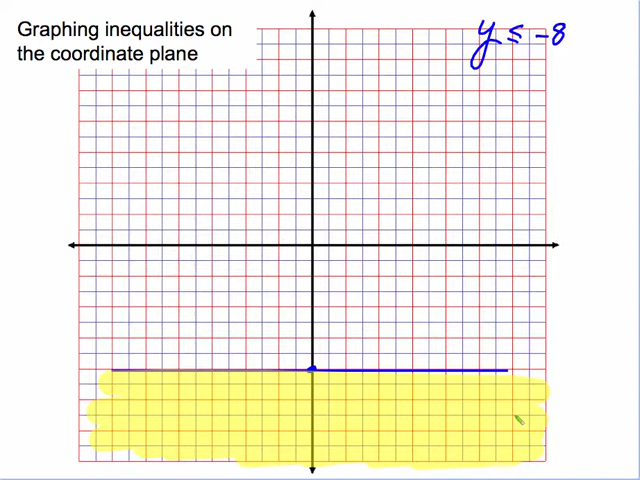 Graphing inequalities on
the coordinate plane
y ≤ -8